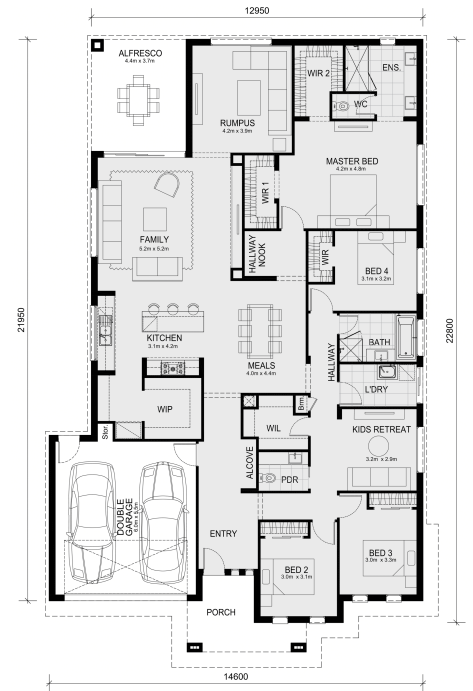 12950
ALFRESCO
4.4m x 3.7m
WIR 2
ENS.
WC
RUMPUS
4.2m x 3.9m
MASTER BED
4.2m x 4.8m
WIR 1
FAMILY
5.2m x 5.2m
HALLWAY
NOOK
WIR
BED 4
3.1m x 3.2m
21950
22800
KITCHEN
3.1m x 4.2m
HALLWAY
BATH
MEALS
4.0m x 4.4m
L'DRY
WIP
Brm.
Stor.
WIL
KIDS RETREAT
3.2m x 2.9m
ALCOVE
PDR
DOUBLE
GARAGE
ENTRY
BED 2
3.0m x 3.1m
BED 3
3.0m x 3.3m
PORCH
14600